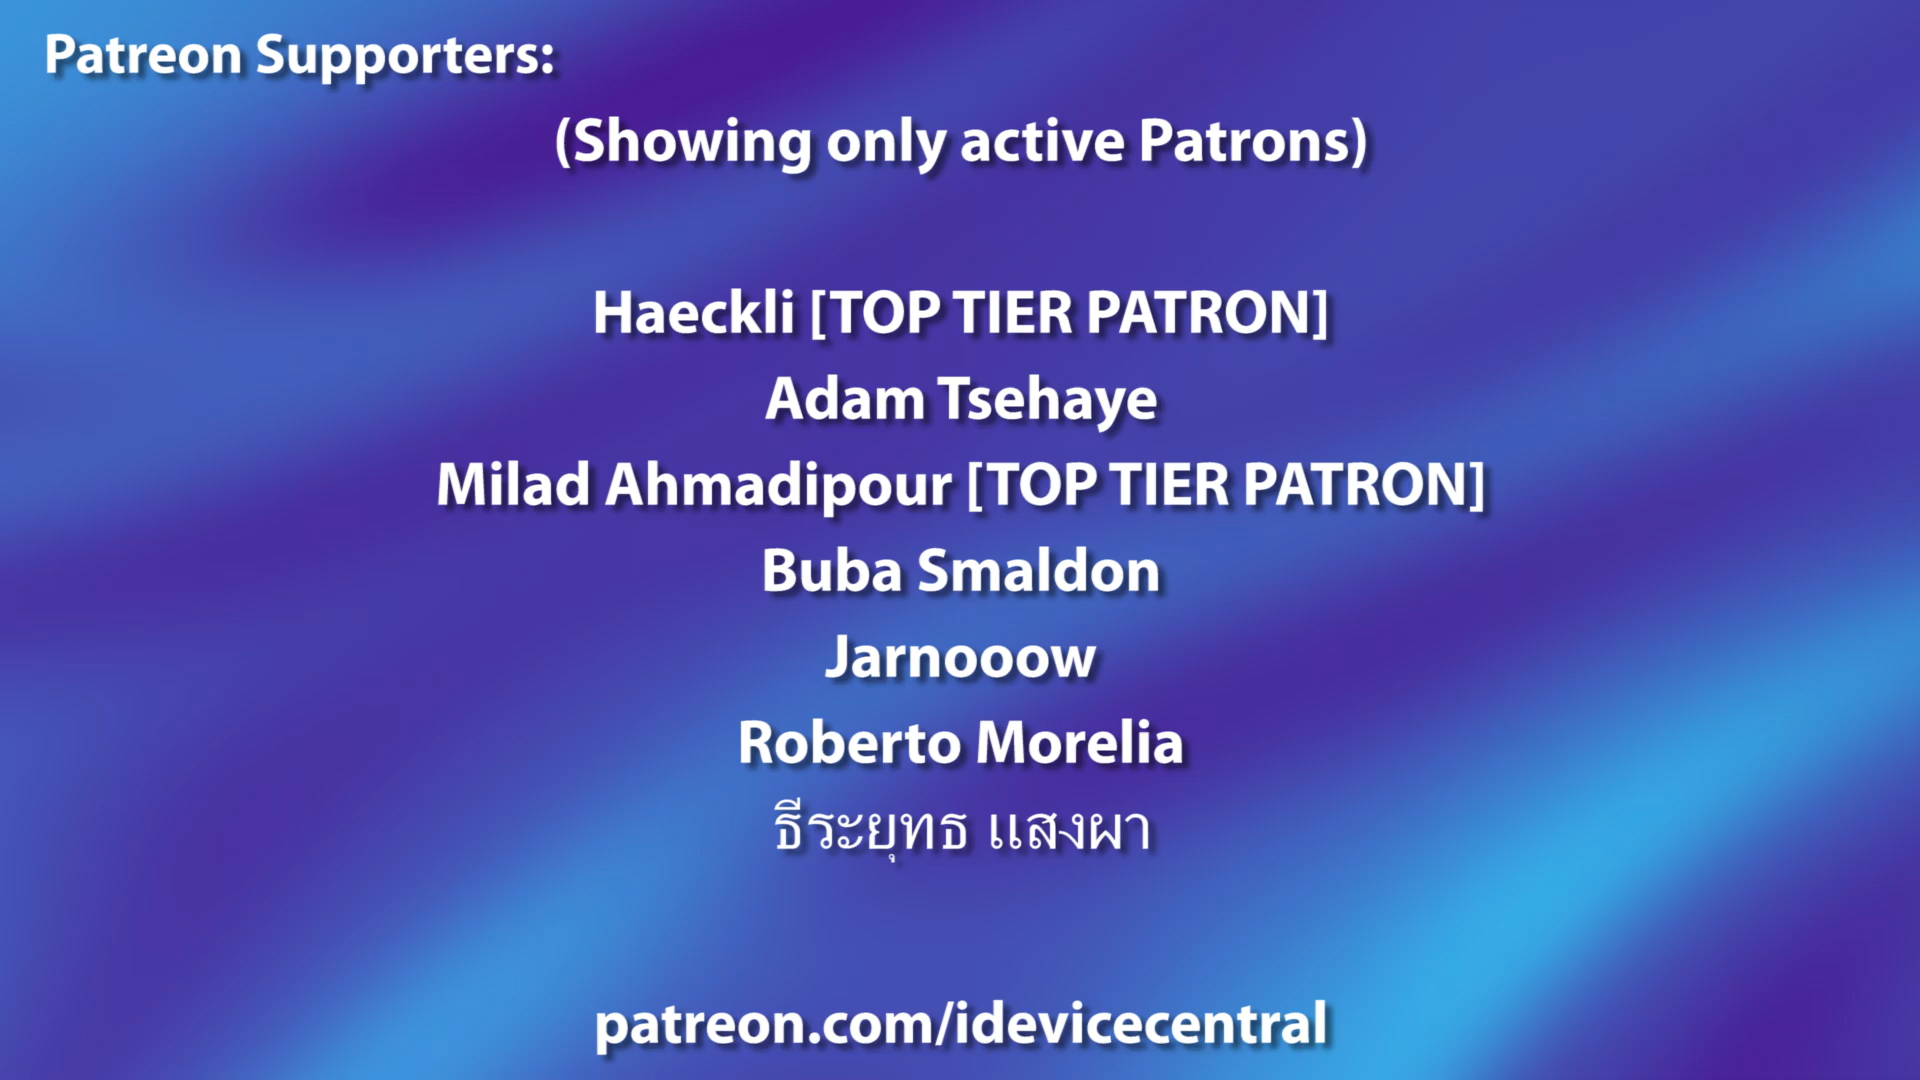 Patreon Supporters:
(Showing only active Patrons)
Haeckli [TOP TIER PATRON]
Adam Tsehaye
Milad Ahmadipour [TOP TIER PATRON]
Buba Smaldon
Jarnooow
Roberto Morelia
ธีระยุทธ แสงผา
patreon.com/idevicecentral